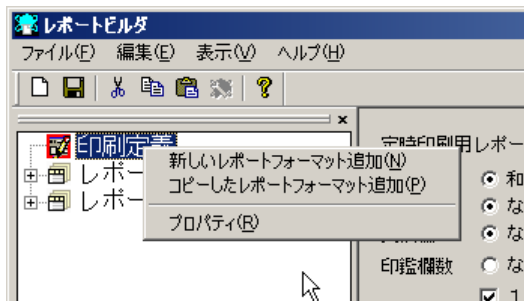 レポートビルダ
ファイル(F) 編集(E) 表示(V) ヘルプ(H)
印刷定義
定時印刷用レポー
新しいレポートフォーマット追加(N)
コピーしたレポートフォーマット追加(P)
プロパティ(R)
レポー
レポー
和
な
な
印鑑欄数 な
1